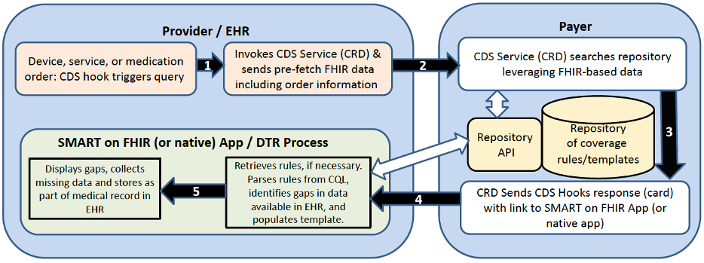 Provider / EHR
Payer
Device, service, or medication
order: CDS hook triggers query
1
Invokes CDS Service (CRD) &
sends pre-fetch FHIR data
including order information
2
CDS Service (CRD) searches repository
leveraging FHIR-based data
3
Repository
API
Repository
of coverage
rules/templates
CRD Sends CDS Hooks response (card)
with link to SMART on FHIR App (or
native app)
4
SMART on FHIR (or native) App / DTR Process
Retrieves rules, if necessary.
Parses rules from CQL,
identifies gaps in data
available in EHR, and
populates template.
5
Displays gaps, collects
missing data and stores as
part of medical record in
EHR